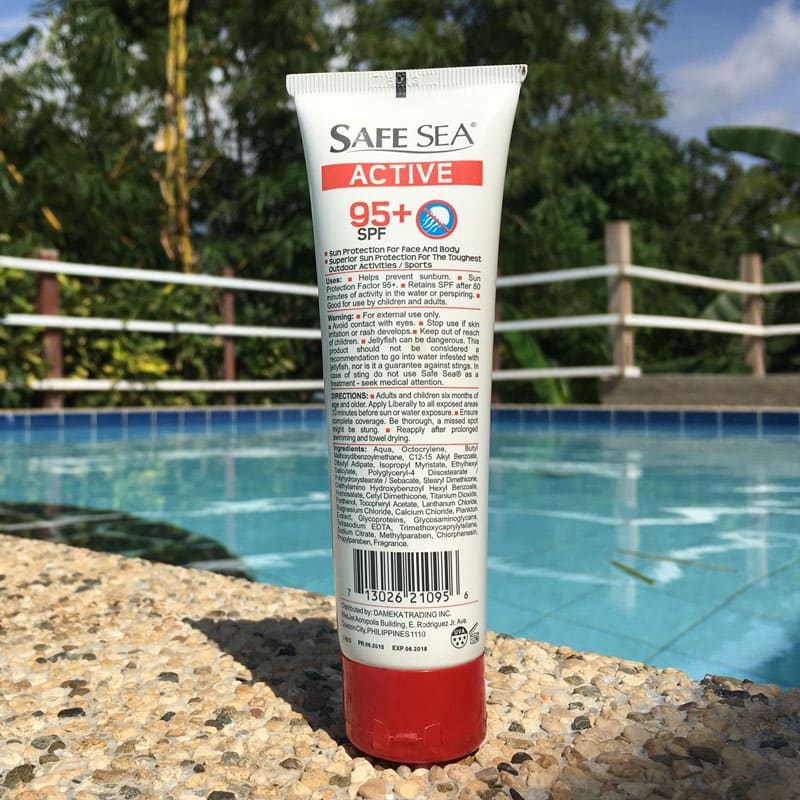 SAFE SEA®
ACTIVE
95+
SPF
Sun Protection For Face And Body
Superior Sun Protection For The Toughest
Outdoor Activities / Sports
Uses: ▪ Helps prevent sunburn. ▪ Sun
Protection Factor 95+. ▪ Retains SPF after 80
minutes of activity in the water or perspiring. ▪
Good for use by children and adults.
Warning: ▪ For external use only.
▪ Avoid contact with eyes. ▪ Stop use if skin
irritation or rash develops. ▪ Keep out of reach
of children. ▪ Jellyfish can be dangerous. This
product should not be considered a
recommendation to go into water infested with
jellyfish, nor is it a guarantee against stings. In
case of sting do not use Safe Sea® as a
treatment - seek medical attention.
DIRECTIONS: ▪ Adults and children six months of
age and older. Apply Liberally to all exposed areas
10 minutes before sun or water exposure. ▪ Ensure
complete coverage. Be thorough, a missed spot
might be stung. ▪ Reapply after prolonged
swimming and towel drying.
Ingredients: Aqua, Octocrylene, Butyl
Methoxydibenzoylmethane, C12-15 Alkyl Benzoate,
Dibutyl Adipate, Isopropyl Myristate, Ethylhexyl
Salicylate, Polyglyceryl-4 Diisostearate /
Polyhydroxystearate / Sebacate, Stearyl Dimethicone,
Diethylamino Hydroxybenzoyl Hexyl Benzoate,
Homosalate, Cetyl Dimethicone, Titanium Dioxide,
Panthenol, Tocopheryl Acetate, Lanthanum Chloride,
Magnesium Chloride, Calcium Chloride, Plankton
Extract, Glycoproteins, Glycosaminoglycans,
Tetrasodium EDTA, Trimethoxycaprylylsilane,
Sodium Citrate, Methylparaben, Chlorphenesin,
Propylparaben, Fragrance.
7 13026 21095 6
Distributed by: DAMEKA TRADING INC.
Acropolis Building, E. Rodriguez Jr. Ave.
Quezon City, PHILIPPINES 1110
PR.06.2015 EXP.06.2018
UVA